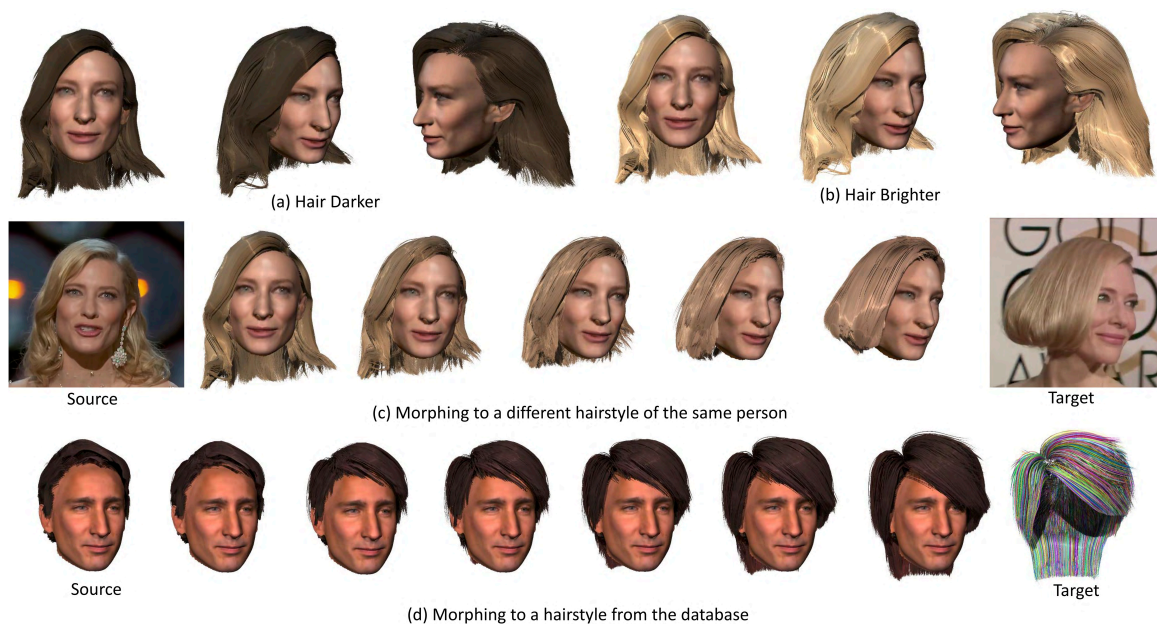 (a) Hair Darker
(b) Hair Brighter
GOL
Source
Target
(c) Morphing to a different hairstyle of the same person
Source
Target
(d) Morphing to a hairstyle from the database